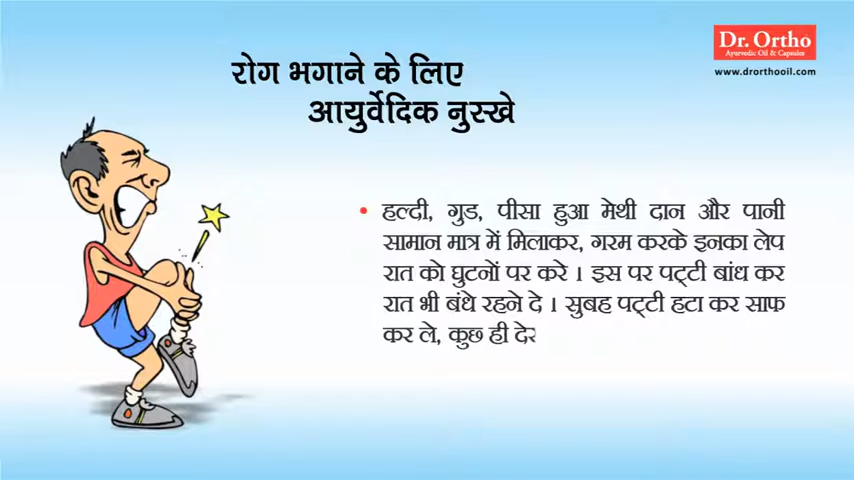 Dr. Ortho
Ayurvedic Oil & Capsules
www.drorthooil.com
रोग भगाने के लिए
आयुर्वेदिक नुस्खे
• हल्दी, गुड, पीसा हुआ मेथी दान और पानी
सामान मात्र में मिलाकर, गरम करके इनका लेप
रात को घुटनों पर करे । इस पर पट्टी बांध कर
रात भी बंधे रहने दे । सुबह पट्टी हटा कर साफ
कर ले, कुछ ही देर